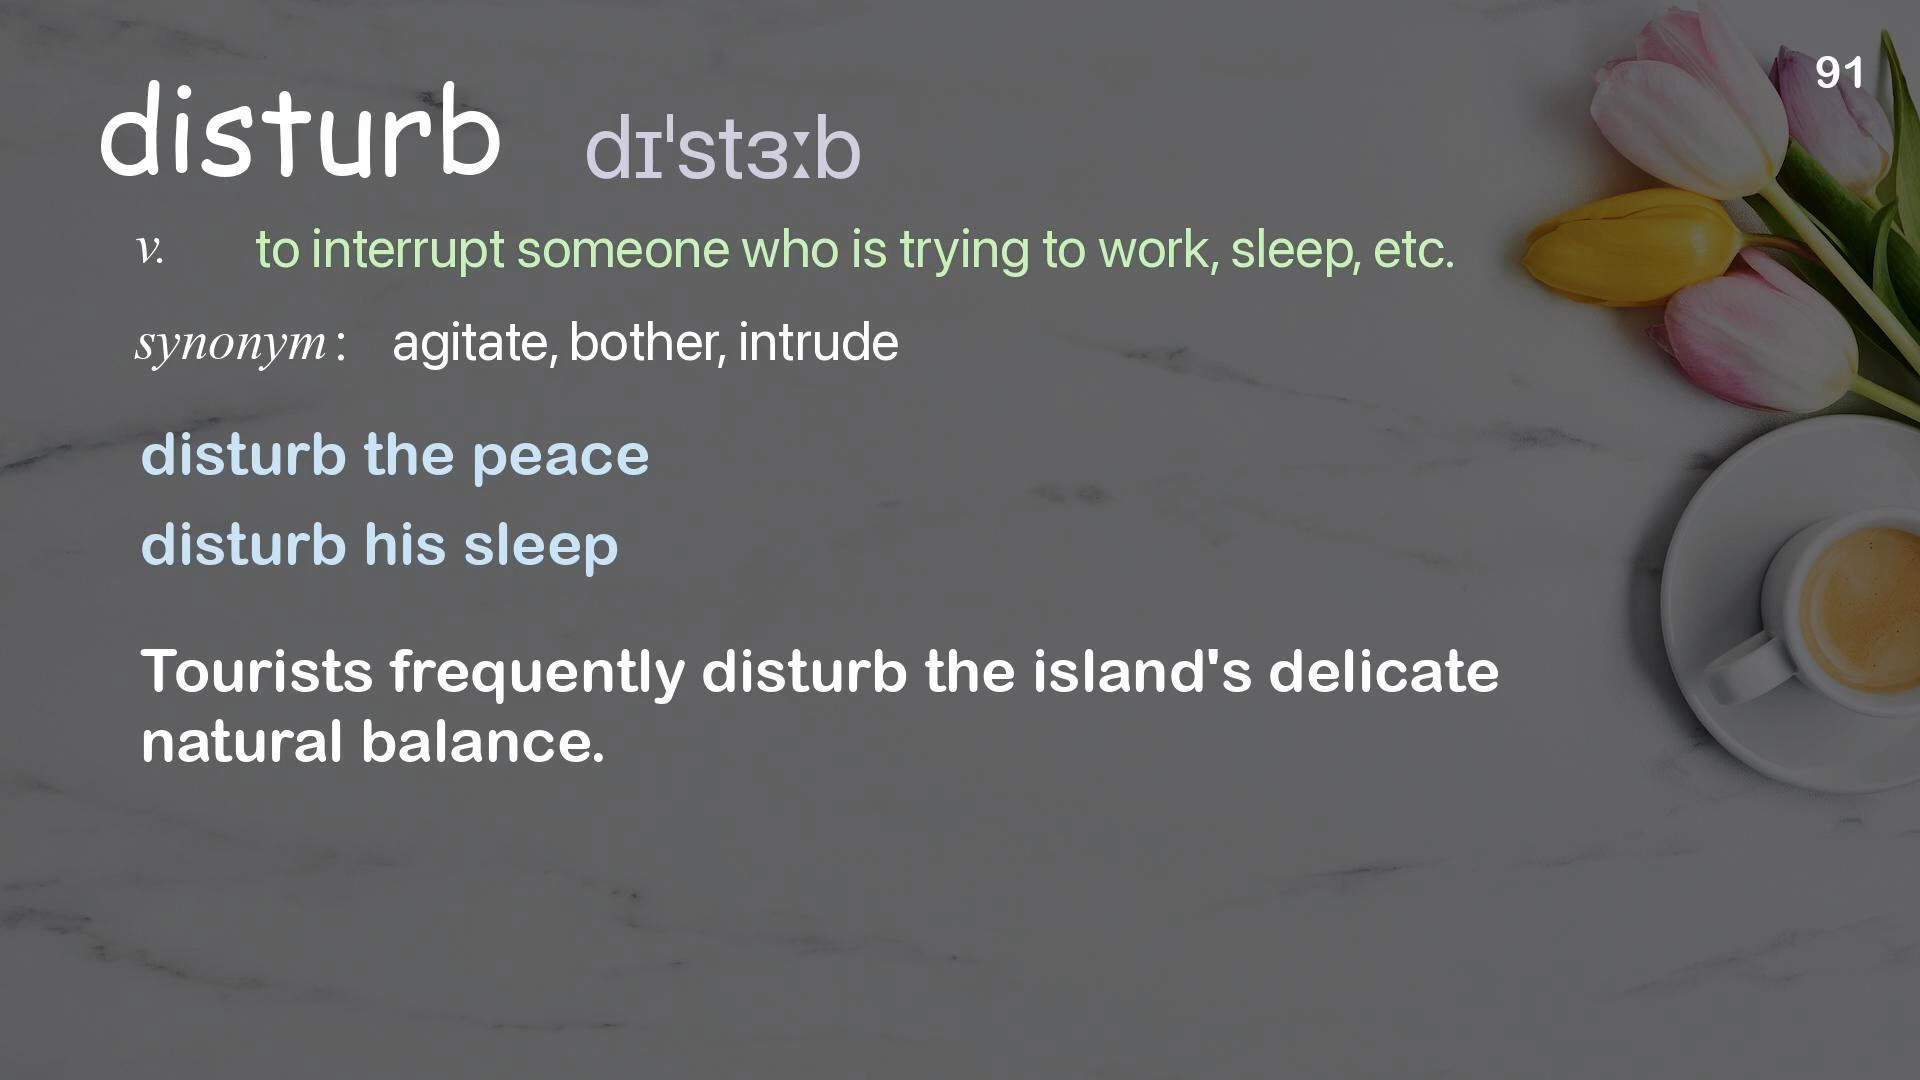 91
disturb dɪˈstɜːb
v. to interrupt someone who is trying to work, sleep, etc.
synonym : agitate, bother, intrude
disturb the peace
disturb his sleep
Tourists frequently disturb the island's delicate
natural balance.